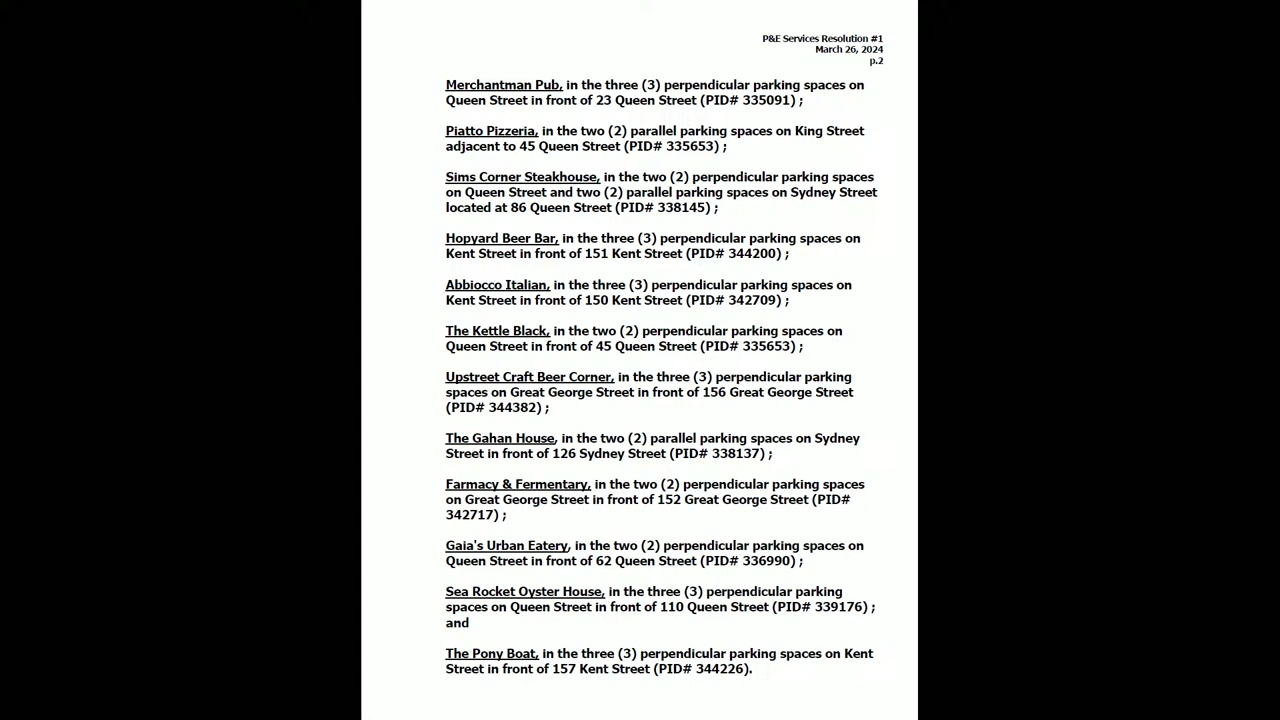 P&E Services Resolution #1
March 26, 2024
p.2
Merchantman Pub, in the three (3) perpendicular parking spaces on
Queen Street in front of 23 Queen Street (PID# 335091) ;
Piatto Pizzeria, in the two (2) parallel parking spaces on King Street
adjacent to 45 Queen Street (PID# 335653) ;
Sims Corner Steakhouse, in the two (2) perpendicular parking spaces
on Queen Street and two (2) parallel parking spaces on Sydney Street
located at 86 Queen Street (PID# 338145) ;
Hopyard Beer Bar, in the three (3) perpendicular parking spaces on
Kent Street in front of 151 Kent Street (PID# 344200) ;
Abbiocco Italian, in the three (3) perpendicular parking spaces on
Kent Street in front of 150 Kent Street (PID# 342709) ;
The Kettle Black, in the two (2) perpendicular parking spaces on
Queen Street in front of 45 Queen Street (PID# 335653) ;
Upstreet Craft Beer Corner, in the three (3) perpendicular parking
spaces on Great George Street in front of 156 Great George Street
(PID# 344382) ;
The Gahan House, in the two (2) parallel parking spaces on Sydney
Street in front of 126 Sydney Street (PID# 338137) ;
Farmacy & Fermentary, in the two (2) perpendicular parking spaces
on Great George Street in front of 152 Great George Street (PID#
342717) ;
Gaia's Urban Eatery, in the two (2) perpendicular parking spaces on
Queen Street in front of 62 Queen Street (PID# 336990) ;
Sea Rocket Oyster House, in the three (3) perpendicular parking
spaces on Queen Street in front of 110 Queen Street (PID# 339176) ;
and
The Pony Boat, in the three (3) perpendicular parking spaces on Kent
Street in front of 157 Kent Street (PID# 344226).